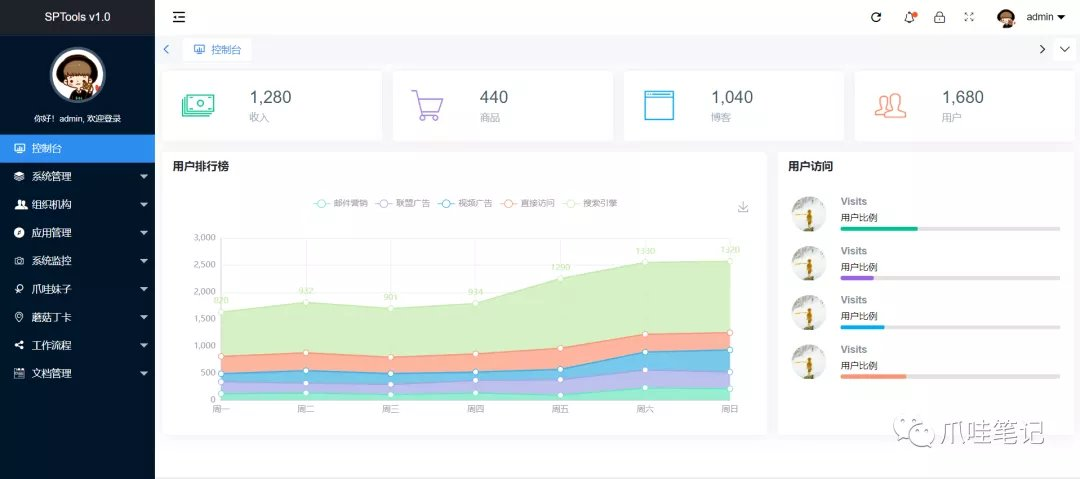 SPTools v1.0
admin
你好！admin, 欢迎登录
控制台
系统管理
组织机构
应用管理
系统监控
爪哇妹子
蘑菇丁卡
工作流程
文档管理
控制台
1,280
收入
440
商品
1,040
博客
1,680
用户
用户排行榜
邮件营销 联盟广告 视频广告 直接访问 搜索引擎
3,000
2,500
2,000
1,500
1,000
500
0
820 932 901 934 1290 1330 1320
周一 周二 周三 周四 周五 周六 周日
用户访问
Visits
用户比例
Visits
用户比例
Visits
用户比例
Visits
用户比例
爪哇笔记